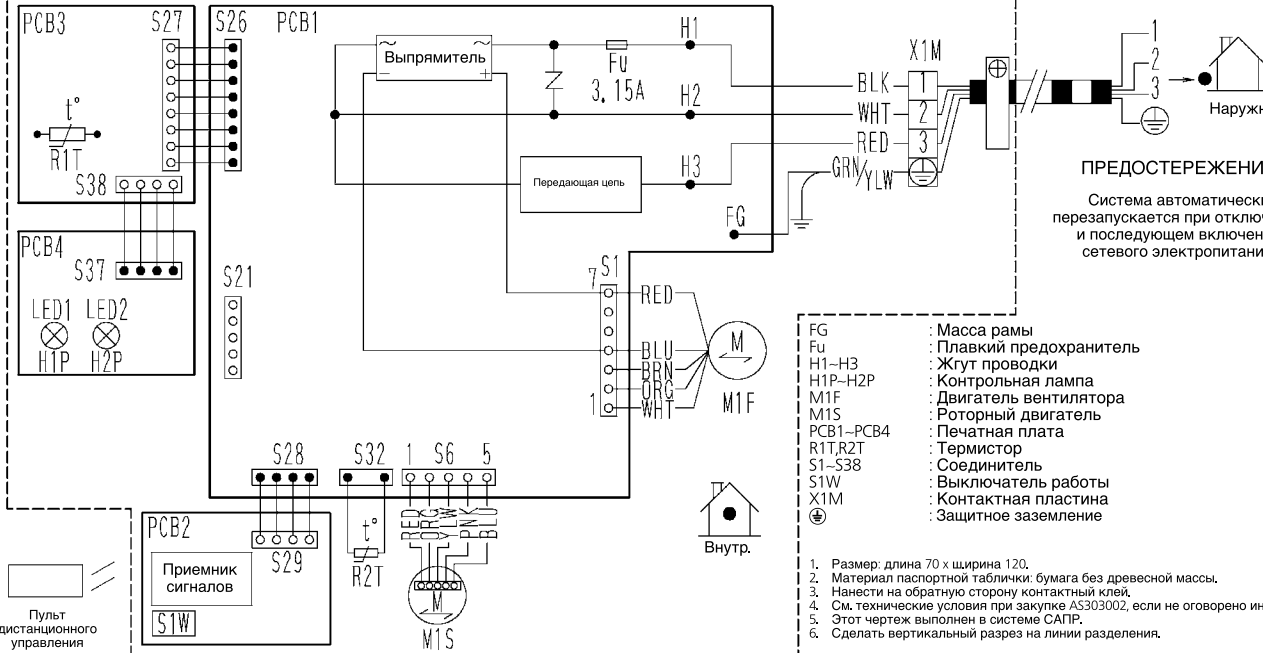 PCB3
S27
S26
PCB1
t°
R1T
S38
PCB4
S37
LED1 LED2
H1P H2P
S21
Выпрямитель
~ ~
− +
Fu
3.15A
H1
H2
H3
Передающая цепь
FG
X1M
BLK 1
WHT 2
RED 3
GRN/YLW
1
2
3
ПРЕДОСТЕРЕЖЕНИ
Система автоматическ
перезапускается при отклю
и последующем включен
сетевого электропитани
S1
7
RED
BLU
BRN
ORG
WHT
1
M
M1F
FG : Масса рамы
Fu : Плавкий предохранитель
H1~H3 : Жгут проводки
H1P~H2P : Контрольная лампа
M1F : Двигатель вентилятора
M1S : Роторный двигатель
PCB1~PCB4 : Печатная плата
R1T,R2T : Термистор
S1~S38 : Соединитель
S1W : Выключатель работы
X1M : Контактная пластина
: Защитное заземление
S28
S32
1 S6 5
RED
ORG
YLW
PNK
BLU
PCB2
S29
Приемник
сигналов
S1W
t°
R2T
M
M1S
Внутр.
Наружн
Пульт
дистанционного
управления
1. Размер: длина 70 x ширина 120.
2. Материал паспортной таблички: бумага без древесной массы.
3. Нанести на обратную сторону контактный клей.
4. См. технические условия при закупке AS303002, если не оговорено ин
5. Этот чертеж выполнен в системе САПР.
6. Сделать вертикальный разрез на линии разделения.